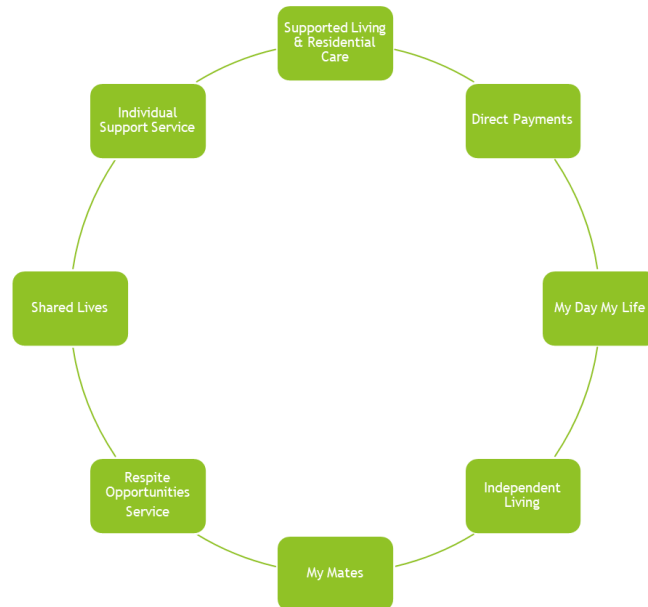 Supported Living
& Residential
Care
Direct Payments
My Day My Life
Independent
Living
My Mates
Respite
Opportunities
Service
Shared Lives
Individual
Support Service